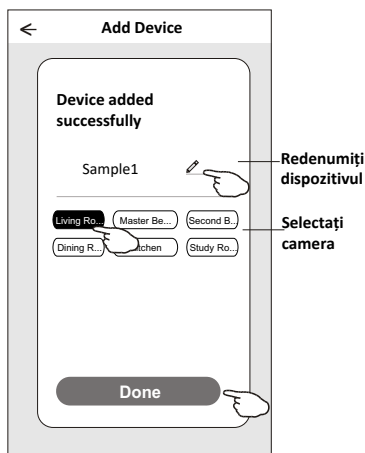 Add Device
Device added
successfully
Sample1
Redenumiți
dispozitivul
Living Ro...
Master Be...
Second B...
Selectați
camera
Dining R...
Study Ro...
Done